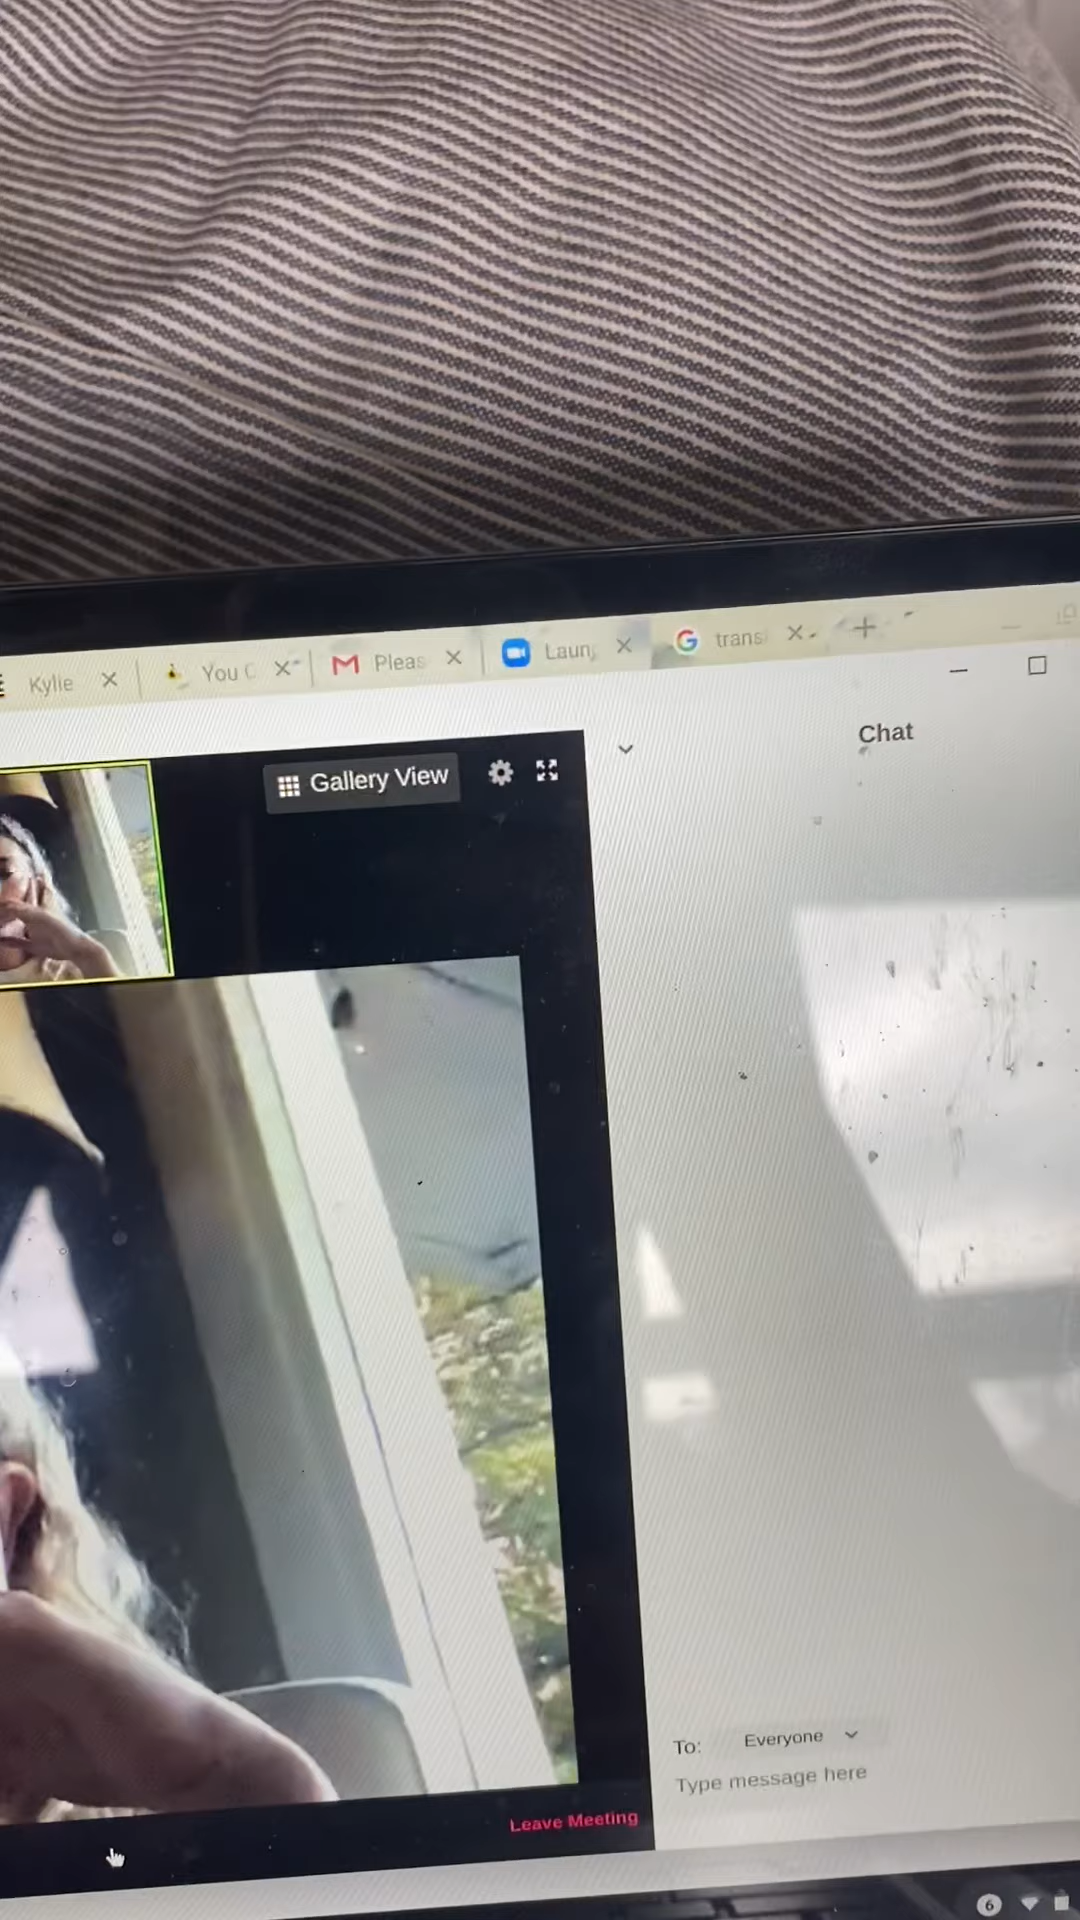 Kylie
You C
Pleas
Laun
trans
Chat
Gallery View
To: Everyone
Type message here
Leave Meeting
6